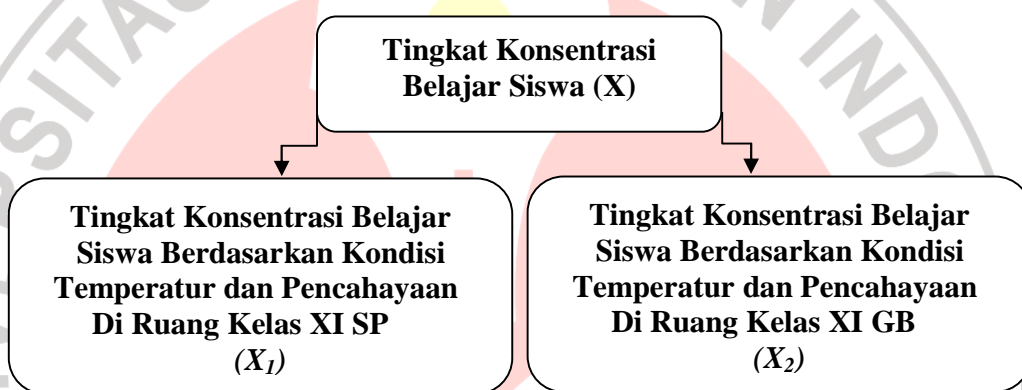 Tingkat Konsentrasi
Belajar Siswa (X)
Tingkat Konsentrasi Belajar
Siswa Berdasarkan Kondisi
Temperatur dan Pencahayaan
Di Ruang Kelas XI SP
(X₁)
Tingkat Konsentrasi Belajar
Siswa Berdasarkan Kondisi
Temperatur dan Pencahayaan
Di Ruang Kelas XI GB
(X₂)